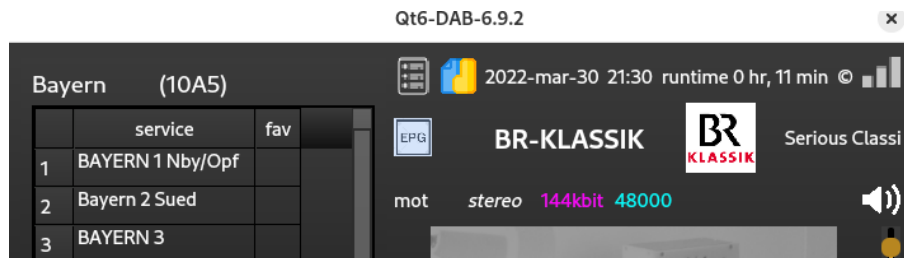 Qt6-DAB-6.9.2
Bayern (10A5)
2022-mar-30 21:30 runtime 0 hr, 11 min ©
service fav
EPG
BR-KLASSIK
BR
KLASSIK
Serious Classi
1 BAYERN 1 Nby/Opf
2 Bayern 2 Sued
3 BAYERN 3
mot stereo 144kbit 48000